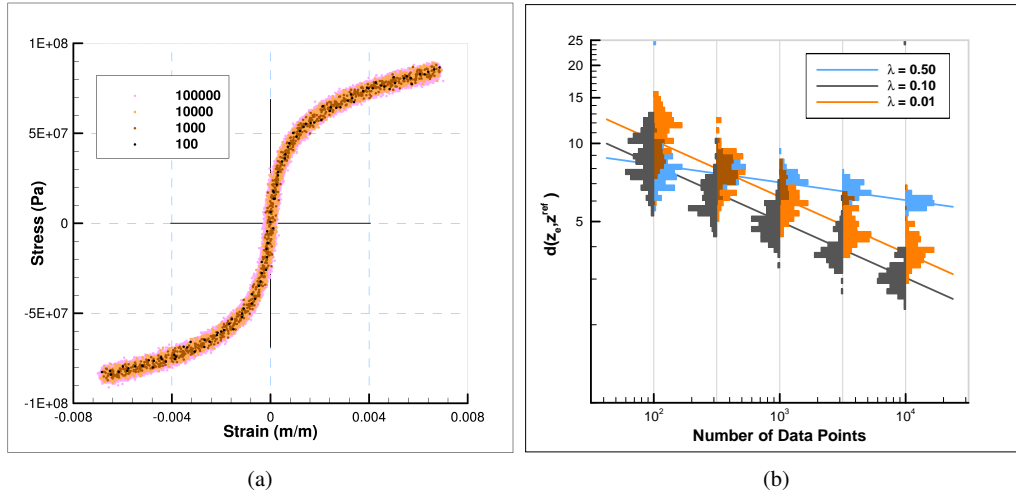 1E+08
5E+07
0
-5E+07
-1E+08
Stress (Pa)
100000
10000
1000
100
-0.008
-0.004
0
0.004
0.008
Strain (m/m)
(a)
25
20
15
10
5
d(z_e,z^ref)
λ = 0.50
λ = 0.10
λ = 0.01
10^2
10^3
10^4
Number of Data Points
(b)